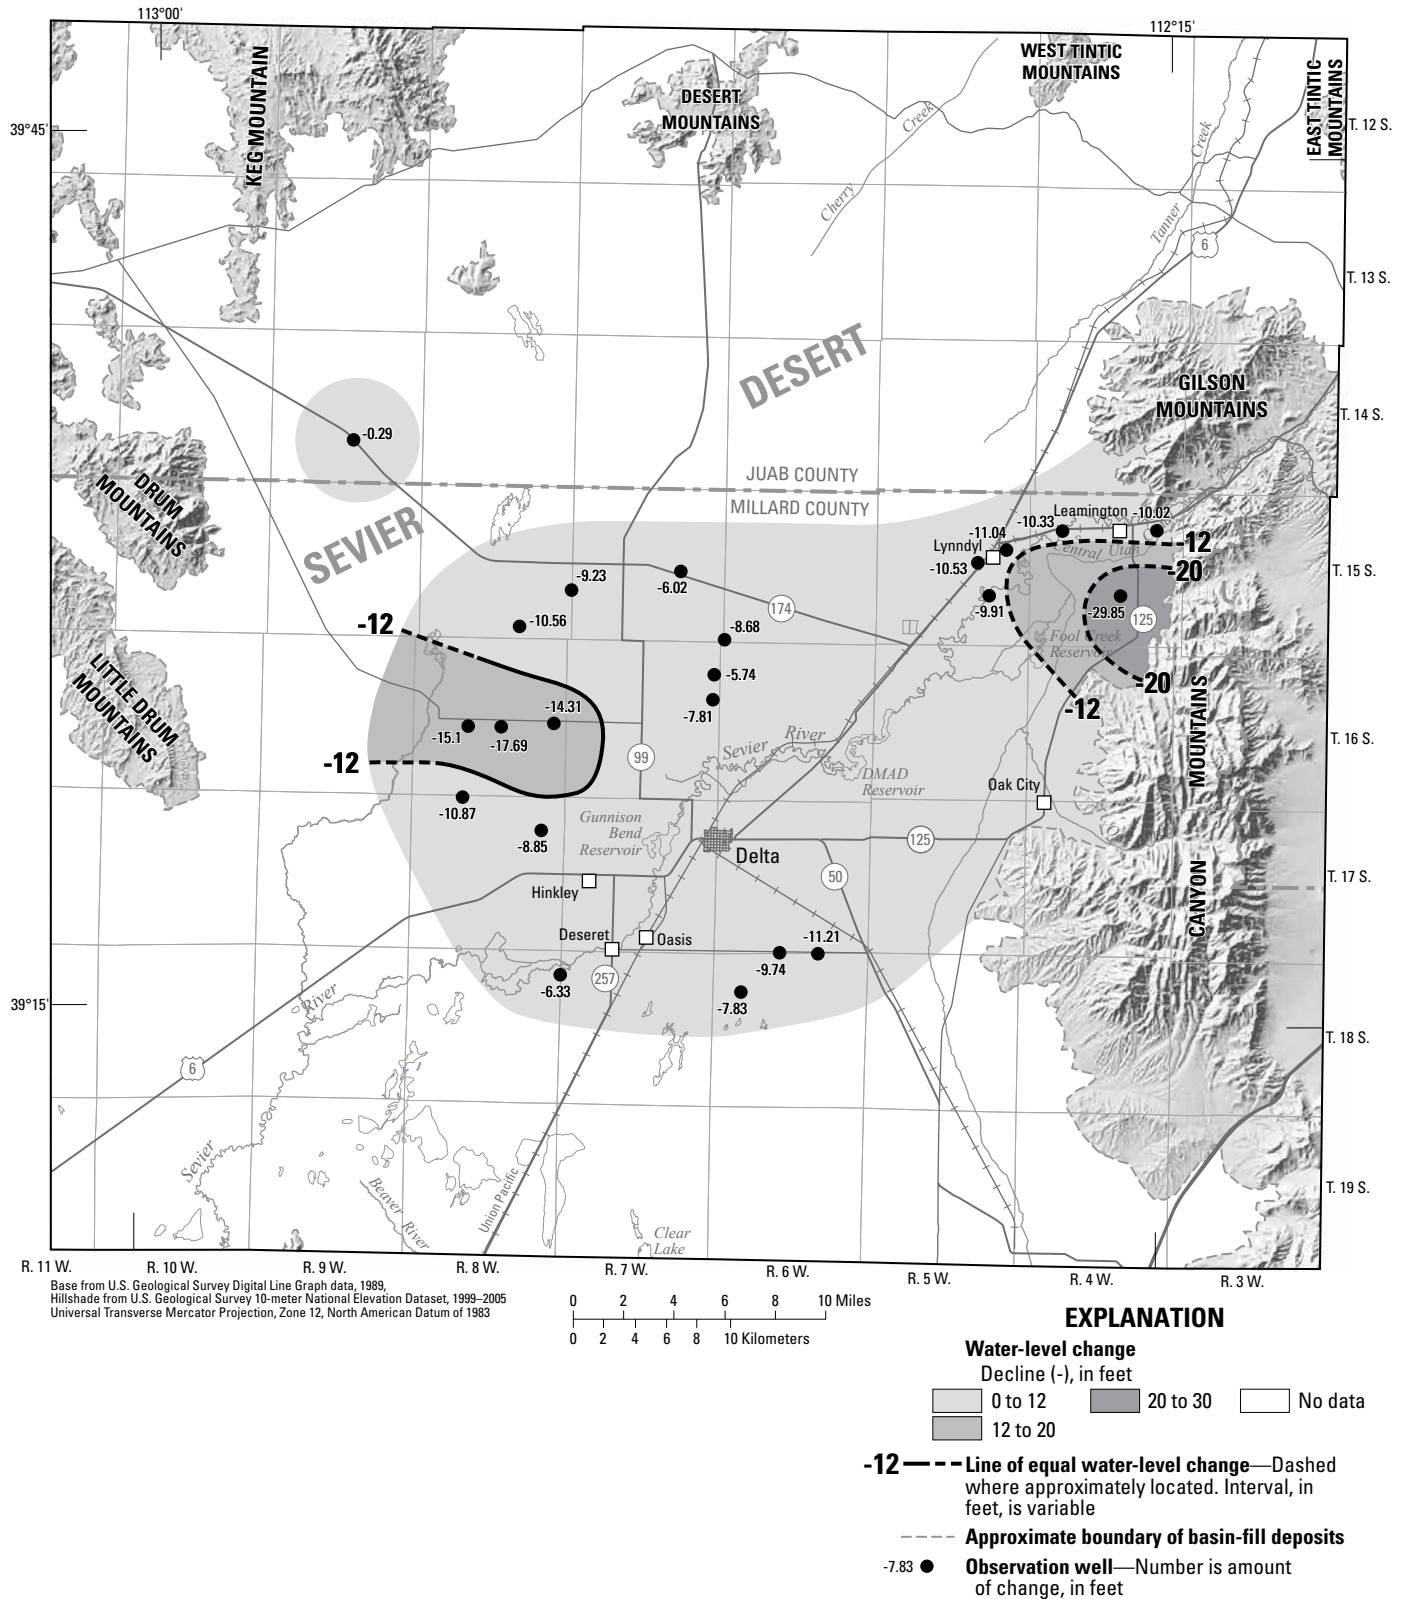 113°00'
112°15'
39°45'
KEG MOUNTAIN
DESERT
MOUNTAINS
WEST TINTIC
MOUNTAINS
EAST TINTIC
MOUNTAINS
T. 12 S.
Cherry
Creek
Tanner
Creek
6
T. 13 S.
DESERT
GILSON
MOUNTAINS
T. 14 S.
-0.29
JUAB COUNTY
MILLARD COUNTY
DRUM
MOUNTAINS
SEVIER
Leamington
-10.02
-10.33
-11.04
Lynndyl
-10.53
Central Utah
-12
-20
T. 15 S.
-9.23
-6.02
174
-9.91
-29.85
125
-10.56
-8.68
Fool Creek
Reservoir
-12
-5.74
-20
LITTLE DRUM
MOUNTAINS
-7.81
-12
-14.31
-15.1
-17.69
99
Sevier
River
T. 16 S.
-12
DMAD
Reservoir
Oak City
-10.87
Gunnison
Bend
Reservoir
-8.85
Delta
125
50
CANYON
MOUNTAINS
T. 17 S.
Hinkley
Deseret
Oasis
-11.21
-9.74
-6.33
257
-7.83
39°15'
River
T. 18 S.
6
Sevier
Beaver River
Union Pacific
Clear
Lake
T. 19 S.
R. 11 W.
R. 10 W.
R. 9 W.
R. 8 W.
R. 7 W.
R. 6 W.
R. 5 W.
R. 4 W.
R. 3 W.
Base from U.S. Geological Survey Digital Line Graph data, 1989,
Hillshade from U.S. Geological Survey 10-meter National Elevation Dataset, 1999–2005
Universal Transverse Mercator Projection, Zone 12, North American Datum of 1983
0 2 4 6 8 10 Miles
0 2 4 6 8 10 Kilometers
EXPLANATION
Water-level change
Decline (-), in feet
0 to 12
20 to 30
No data
12 to 20
-12
Line of equal water-level change—Dashed
where approximately located. Interval, in
feet, is variable
Approximate boundary of basin-fill deposits
-7.83
Observation well—Number is amount
of change, in feet